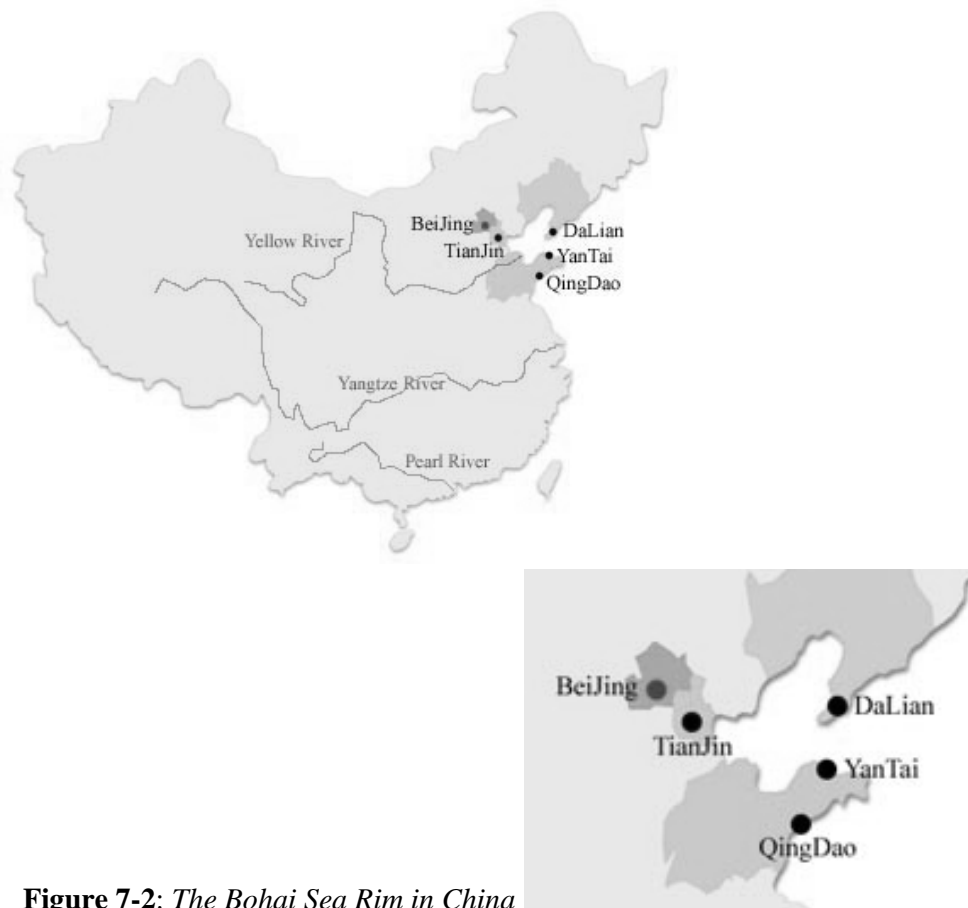 BeiJing
DaLian
Yellow River
TianJin
YanTai
QingDao
Yangtze River
Pearl River
BeiJing
DaLian
TianJin
YanTai
QingDao
Figure 7-2: The Bohai Sea Rim in China